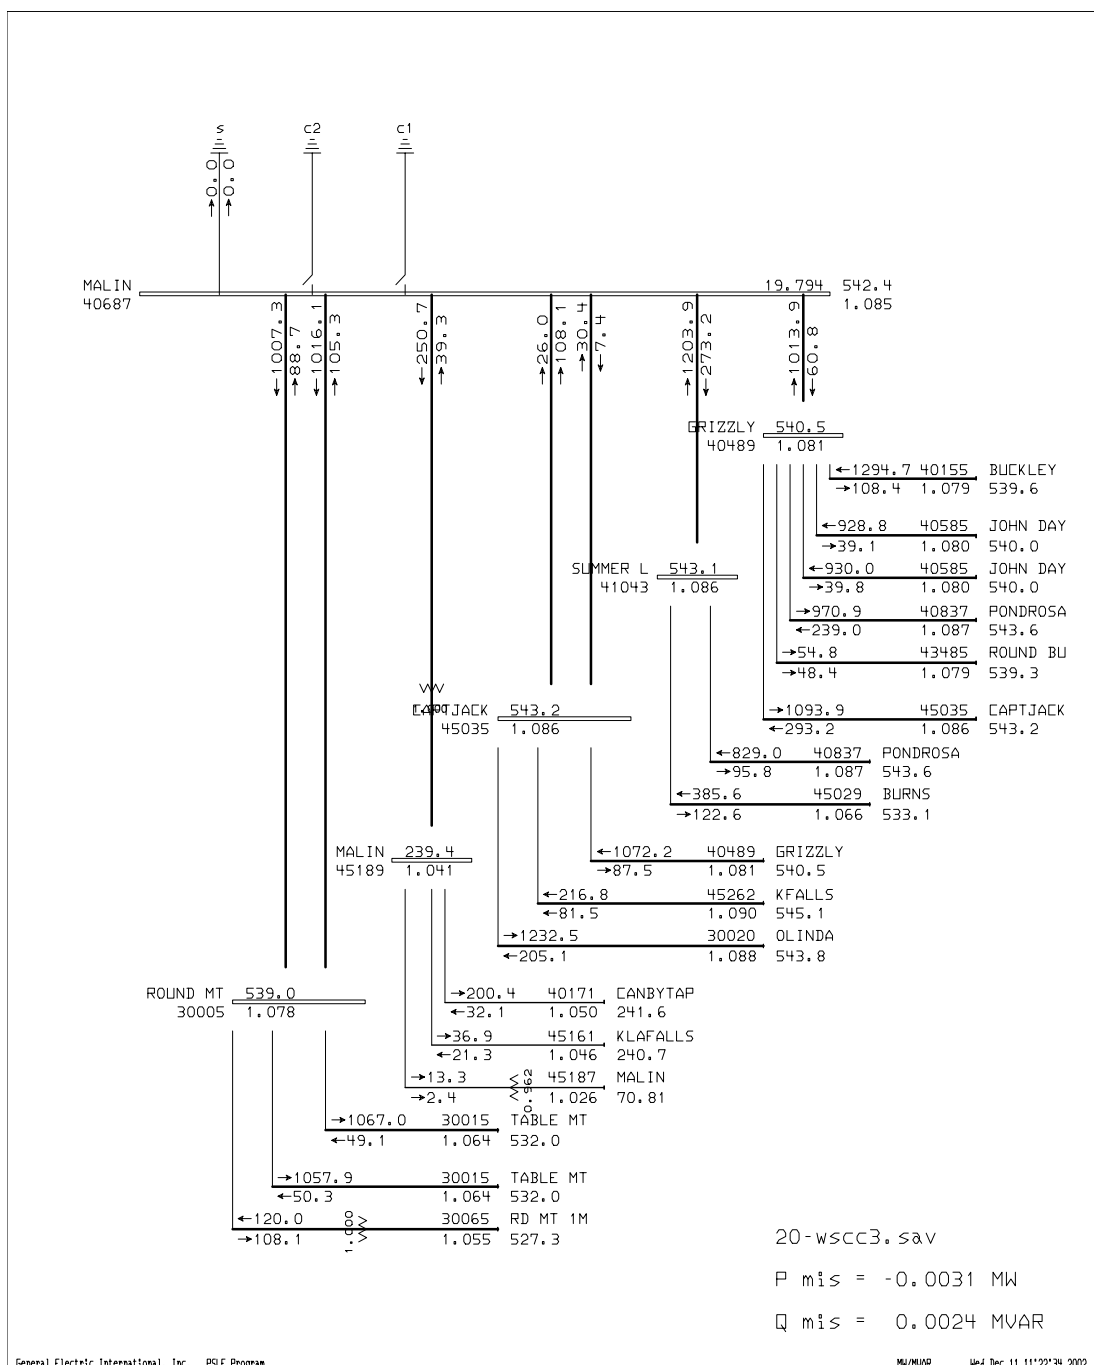 s c2 c1
0.0
0.0
MALIN 19.794 542.4
40687 1.085
1007.3
88.7
1016.1
105.3
250.7
39.3
26.0
108.1
30.4
7.4
1203.9
273.2
1013.9
60.8
GRIZZLY 540.5
40489 1.081
1294.7 40155 BUCKLEY
108.4 1.079 539.6
928.8 40585 JOHN DAY
39.1 1.080 540.0
930.0 40585 JOHN DAY
39.8 1.080 540.0
SUMMER L 543.1
41043 1.086
970.9 40837 PONDROSA
239.0 1.087 543.6
54.8 43485 ROUND BU
48.4 1.079 539.3
CAPTJACK 543.2
45035 1.086
1093.9 45035 CAPTJACK
293.2 1.086 543.2
829.0 40837 PONDROSA
95.8 1.087 543.6
385.6 45029 BURNS
122.6 1.066 533.1
MALIN 239.4
45189 1.041
1072.2 40489 GRIZZLY
87.5 1.081 540.5
216.8 45262 KFALLS
81.5 1.090 545.1
1232.5 30020 OLINDA
205.1 1.088 543.8
ROUND MT 539.0
30005 1.078
200.4 40171 CANBYTAP
32.1 1.050 241.6
36.9 45161 KLAFALLS
21.3 1.046 240.7
13.3 45187 MALIN
2.4 0.962 1.026 70.81
1067.0 30015 TABLE MT
49.1 1.064 532.0
1057.9 30015 TABLE MT
50.3 1.064 532.0
120.0 30065 RD MT 1M
108.1 1.000 1.055 527.3
20-wscc3.sav
P mis = -0.0031 MW
Q mis = 0.0024 MVAR
General Electric International, Inc. PSLF Program MW/MVAR Wed Dec 11 11:22:34 2002